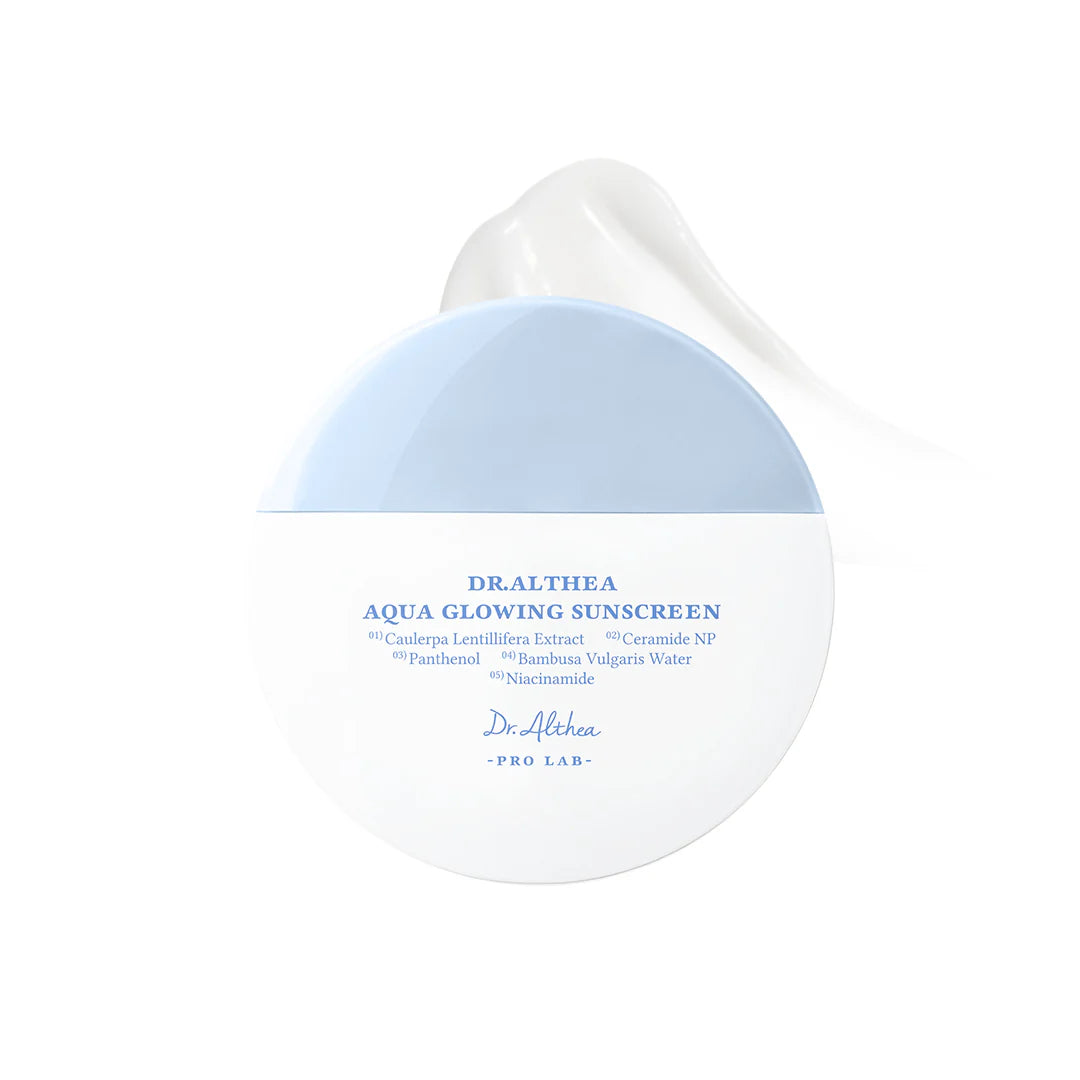 DR.ALTHEA
AQUA GLOWING SUNSCREEN
01)Caulerpa Lentillifera Extract 02)Ceramide NP
03)Panthenol 04)Bambusa Vulgaris Water
05)Niacinamide
Dr.Althea
-PRO LAB-